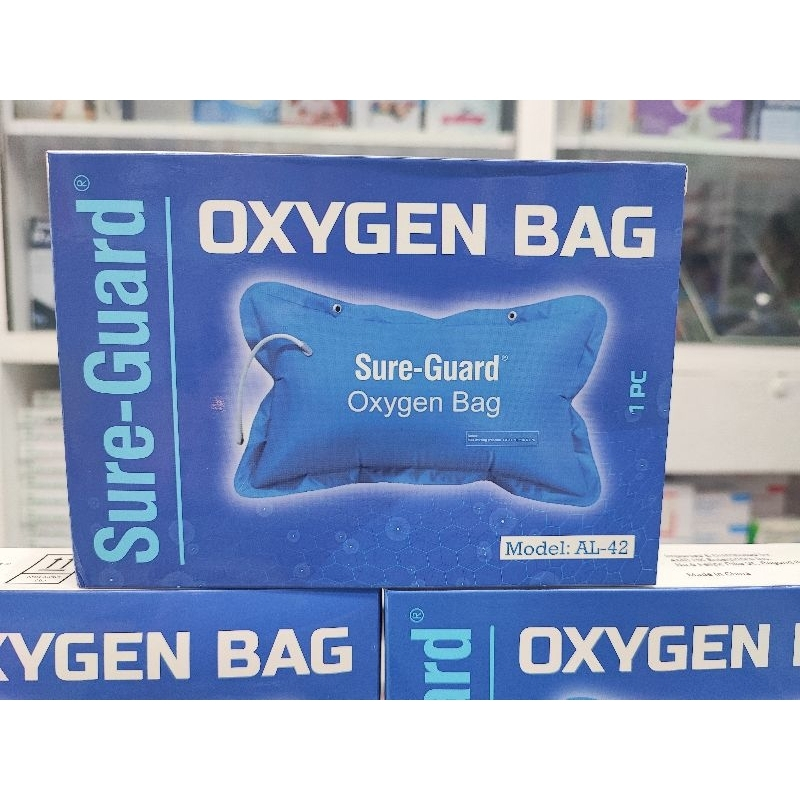 Sure-Guard®
OXYGEN BAG
Sure-Guard®
Oxygen Bag
1 PC
Model: AL-42
Made in China
XYGEN BAG
ard®
OXYGEN